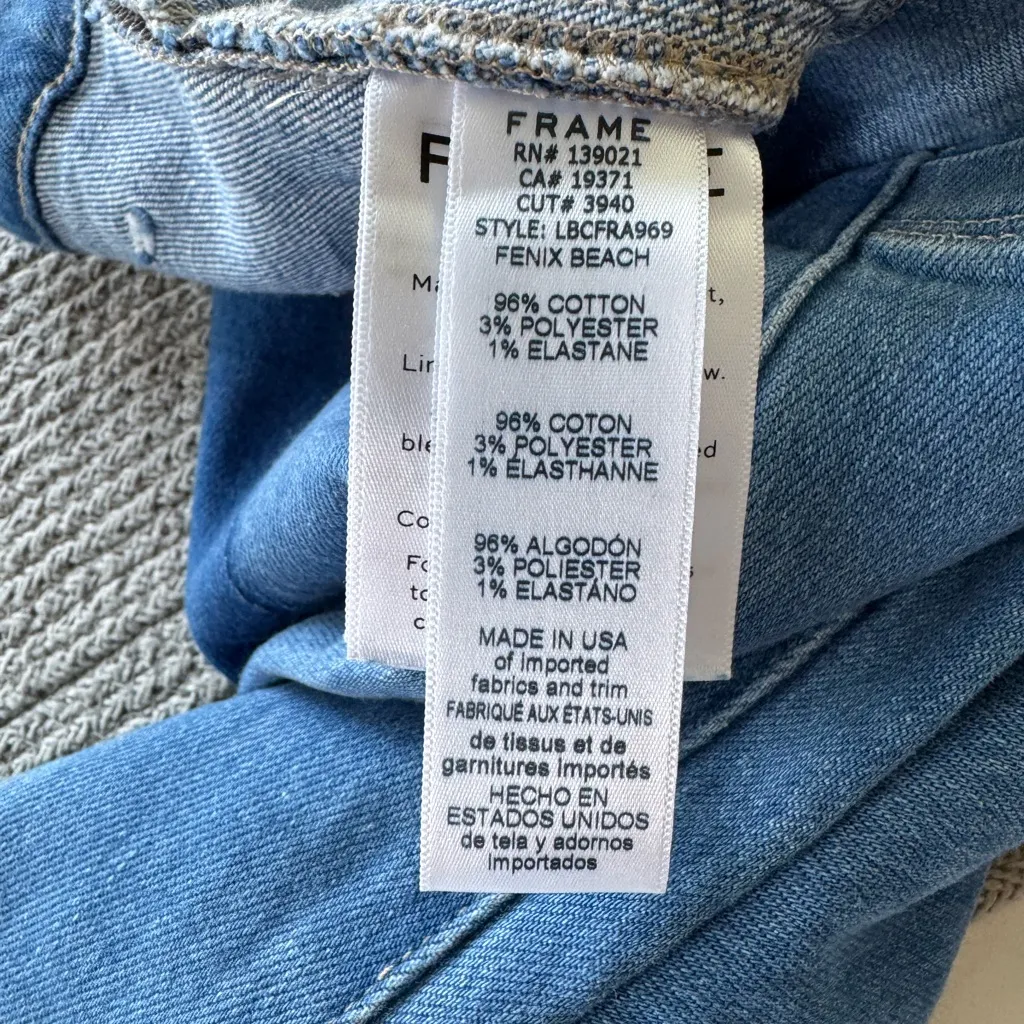 FRAME
RN# 139021
CA# 19371
CUT# 3940
STYLE: LBCFRA969
FENIX BEACH
96% COTTON
3% POLYESTER
1% ELASTANE
96% COTON
3% POLYESTER
1% ÉLASTHANNE
96% ALGODÓN
3% POLIESTER
1% ELASTÁNO
MADE IN USA
of imported
fabrics and trim
FABRIQUÉ AUX ÉTATS-UNIS
de tissus et de
garnitures importés
HECHO EN
ESTADOS UNIDOS
de tela y adornos
importados